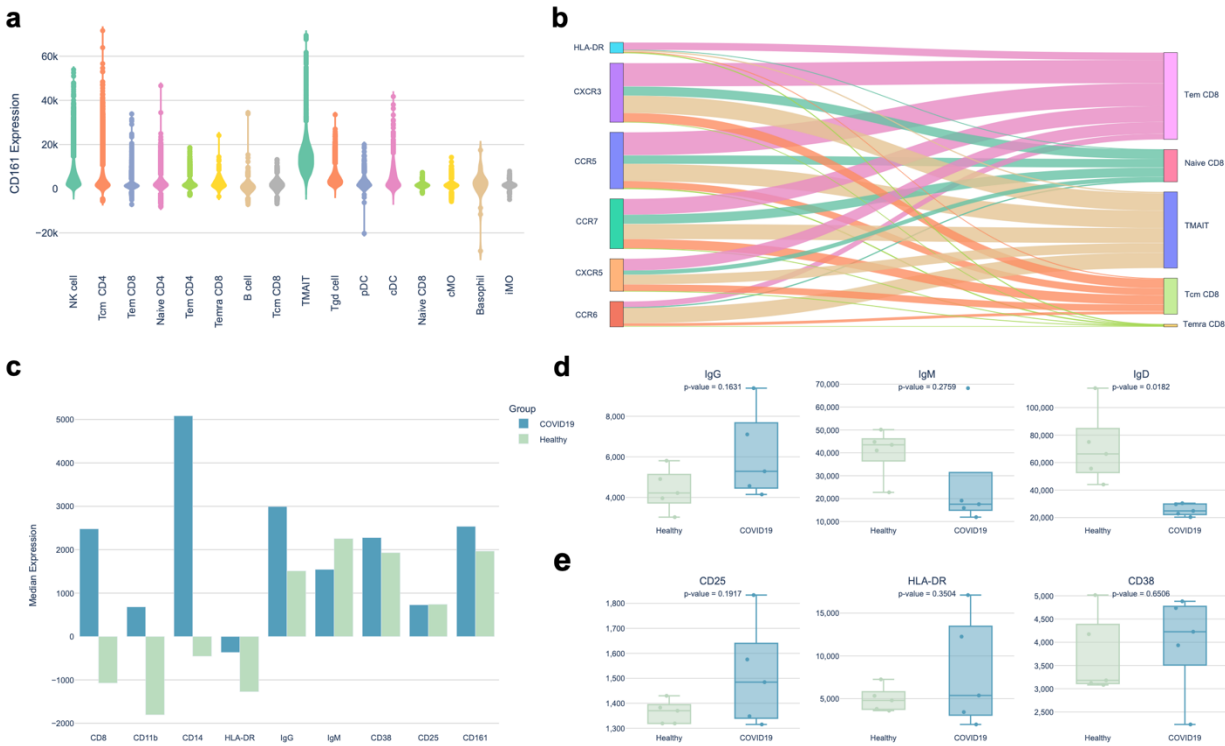 a
CD161 Expression
60k
40k
20k
0
−20k
NK cell
Tcm CD4
Tem CD8
Naive CD4
Tem CD4
Temra CD8
B cell
Tcm CD8
TMAIT
Tgd cell
pDC
cDC
Naive CD8
cMO
Basophil
iMO
b
HLA-DR
CXCR3
CCR5
CCR7
CXCR5
CCR6
Tem CD8
Naive CD8
TMAIT
Tcm CD8
Temra CD8
c
Median Expression
5000
4000
3000
2000
1000
0
−1000
−2000
CD8
CD11b
CD14
HLA-DR
IgG
IgM
CD38
CD25
CD161
Group
COVID19
Healthy
d
IgG
p-value = 0.1631
8,000
6,000
4,000
Healthy
COVID19
IgM
p-value = 0.2759
70,000
60,000
50,000
40,000
30,000
20,000
10,000
Healthy
COVID19
IgD
p-value = 0.0182
100,000
80,000
60,000
40,000
20,000
Healthy
COVID19
e
CD25
p-value = 0.1917
1,800
1,700
1,600
1,500
1,400
1,300
Healthy
COVID19
HLA-DR
p-value = 0.3504
15,000
10,000
5,000
Healthy
COVID19
CD38
p-value = 0.6506
5,000
4,500
4,000
3,500
3,000
2,500
Healthy
COVID19